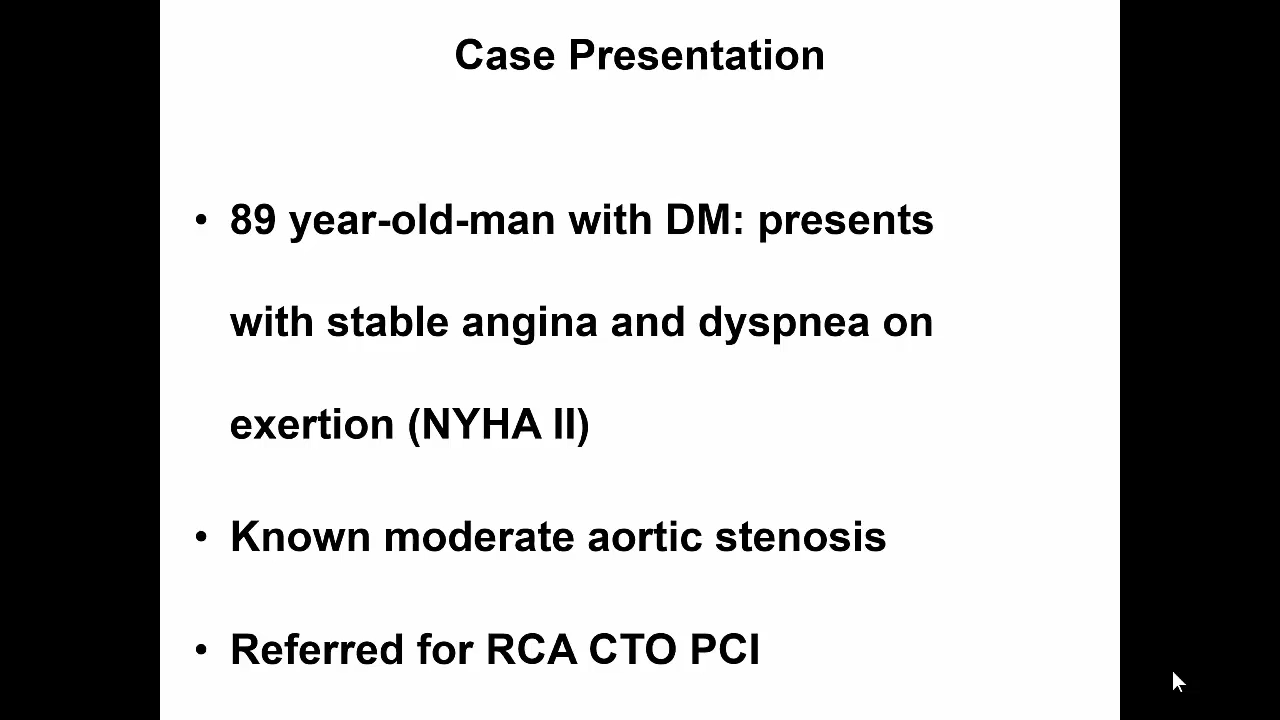 Case Presentation
• 89 year-old-man with DM: presents
with stable angina and dyspnea on
exertion (NYHA II)
• Known moderate aortic stenosis
• Referred for RCA CTO PCI